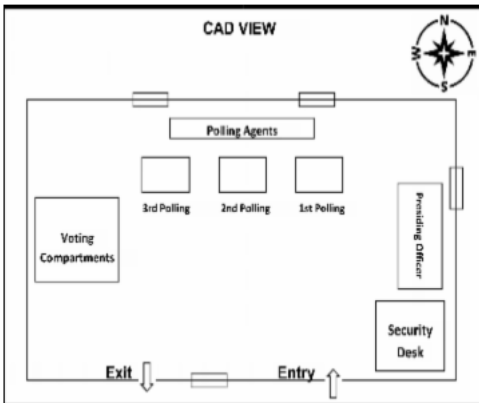 CAD VIEW
N
W
E
S
Polling Agents
3rd Polling
2nd Polling
1st Polling
Voting
Compartments
Presiding Officer
Security
Desk
Exit
Entry